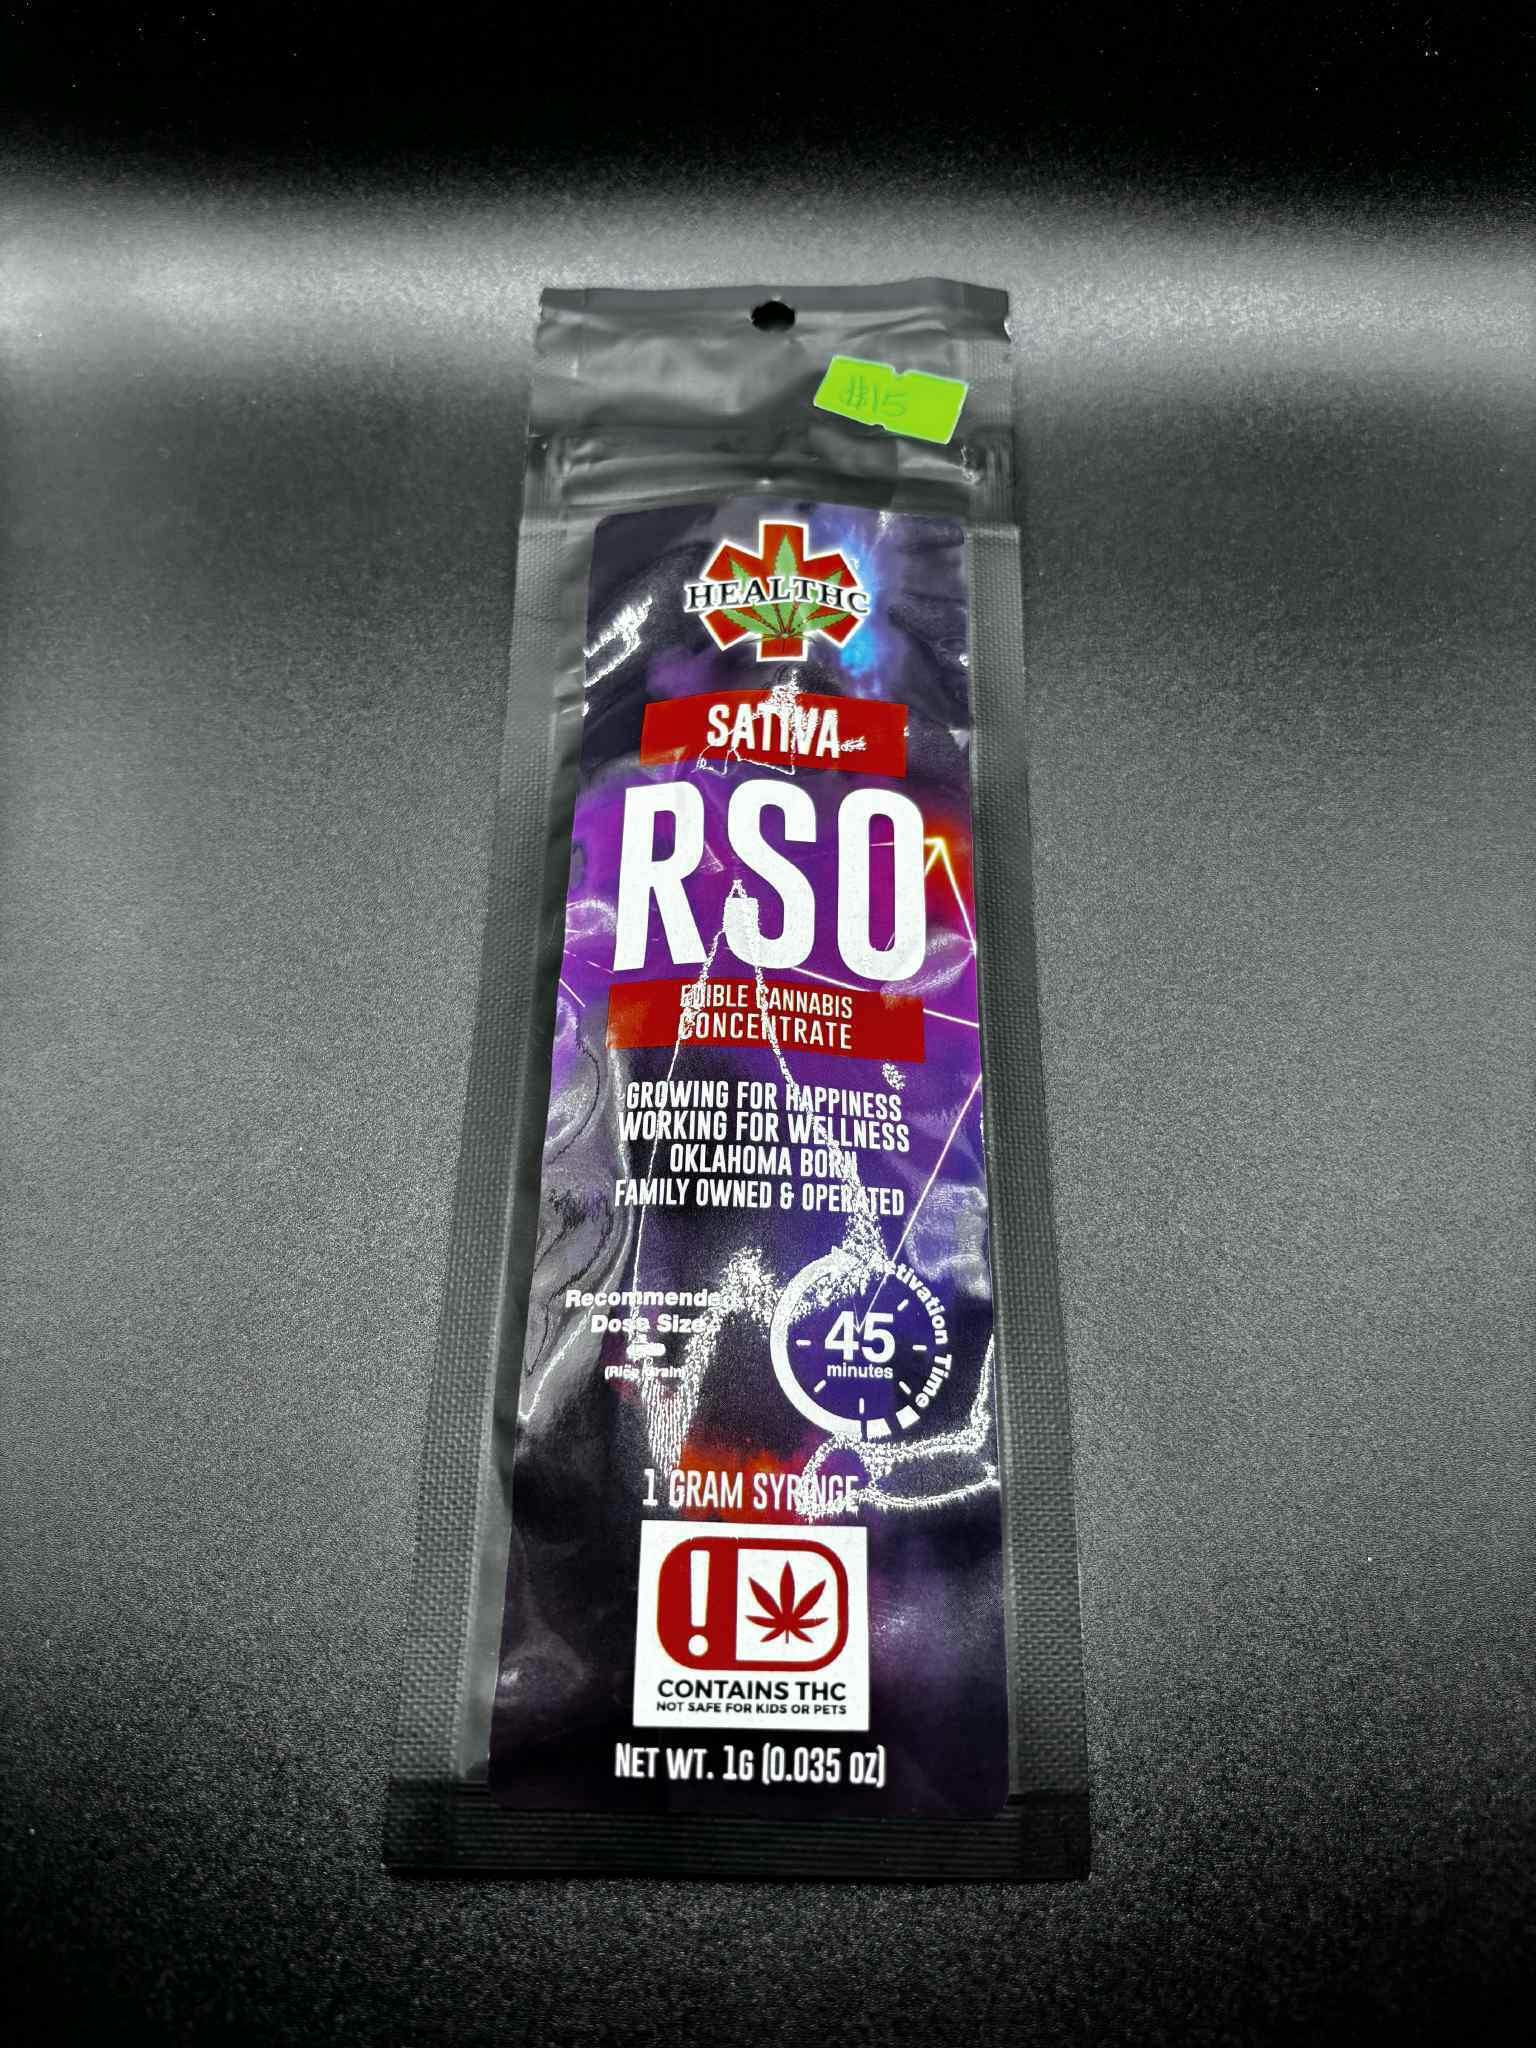 $15
HEALTHC
SATIVA
RSO
EDIBLE CANNABIS
CONCENTRATE
GROWING FOR HAPPINESS
WORKING FOR WELLNESS
OKLAHOMA BORN
FAMILY OWNED & OPERATED
Recommended
Dose Size
(Rice Grain)
Activation Time
45
minutes
1 GRAM SYRINGE
!
CONTAINS THC
NOT SAFE FOR KIDS OR PETS
NET WT. 1G (0.035 OZ)